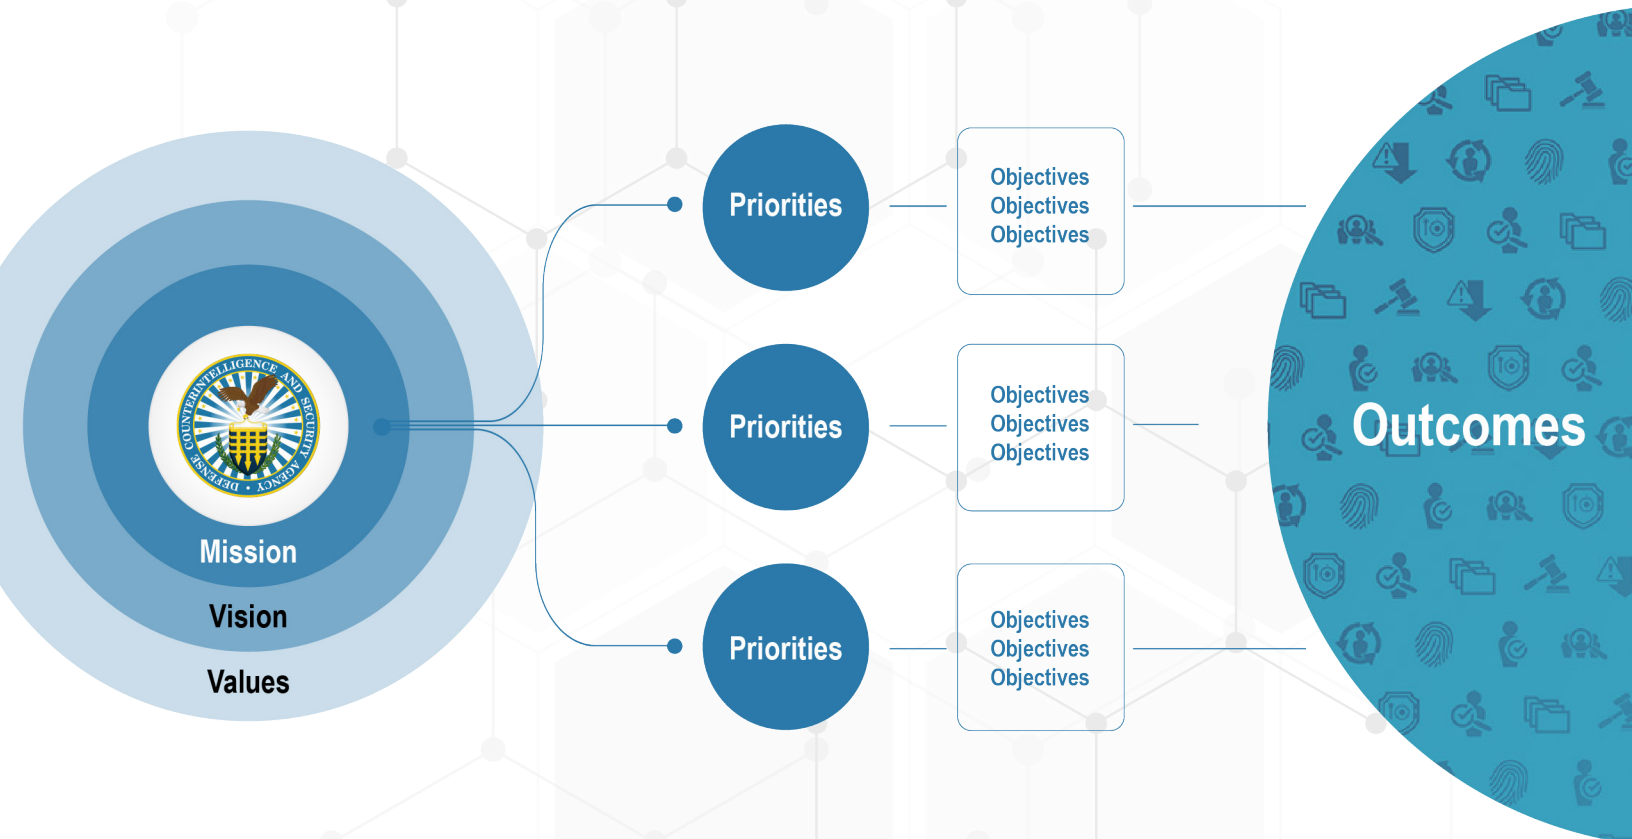 DEFENSE COUNTERINTELLIGENCE AND SECURITY AGENCY
Mission
Vision
Values
Priorities
Objectives
Objectives
Objectives
Priorities
Objectives
Objectives
Objectives
Priorities
Objectives
Objectives
Objectives
Outcomes